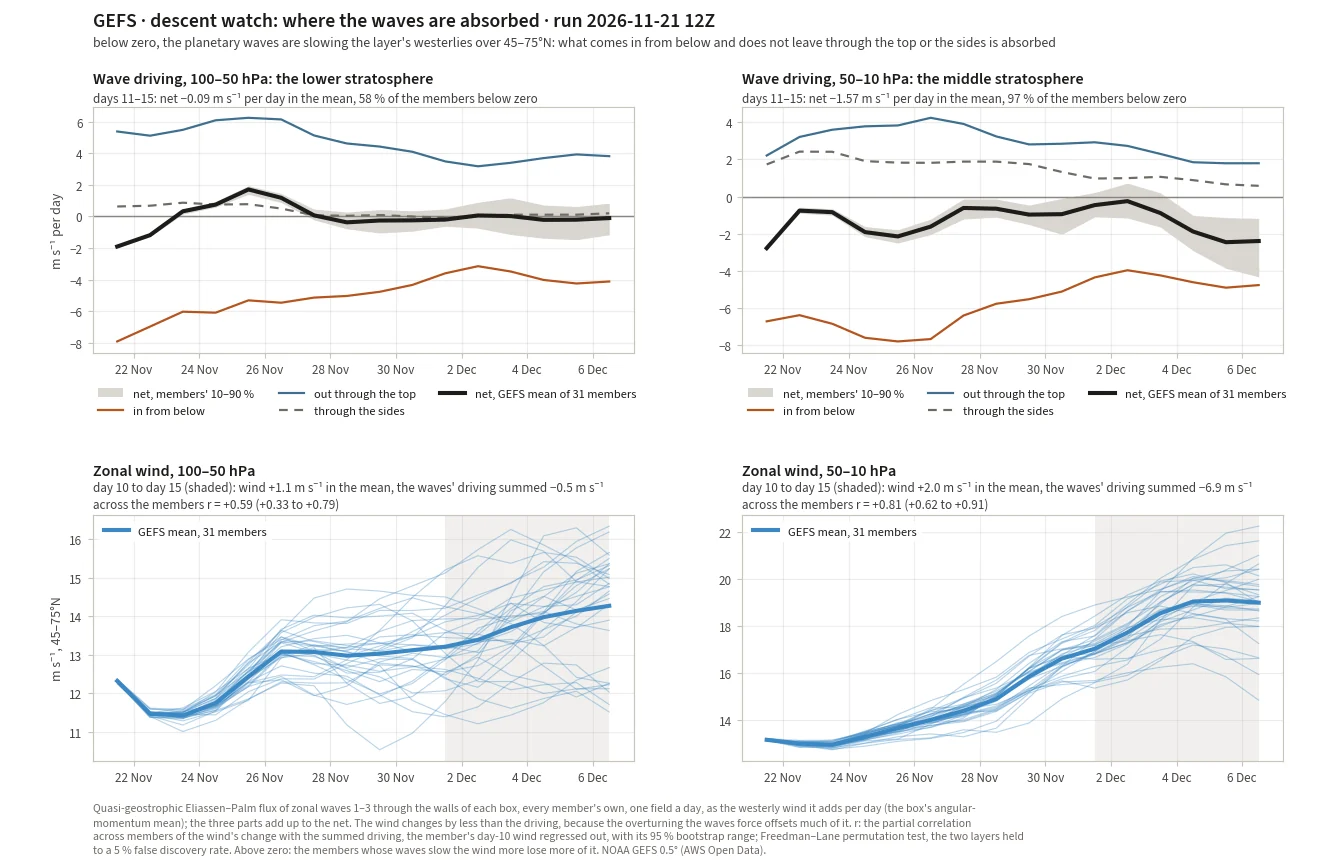 GEFS · descent watch: where the waves are absorbed · run 2026-11-21 12Z
below zero, the planetary waves are slowing the layer's westerlies over 45–75°N: what comes in from below and does not leave through the top or the sides is absorbed
Wave driving, 100–50 hPa: the lower stratosphere
days 11–15: net −0.09 m s⁻¹ per day in the mean, 58 % of the members below zero
6
4
2
0
−2
−4
−6
−8
m s⁻¹ per day
22 Nov
24 Nov
26 Nov
28 Nov
30 Nov
2 Dec
4 Dec
6 Dec
net, members' 10–90 %
out through the top
net, GEFS mean of 31 members
in from below
through the sides
Wave driving, 50–10 hPa: the middle stratosphere
days 11–15: net −1.57 m s⁻¹ per day in the mean, 97 % of the members below zero
4
2
0
−2
−4
−6
−8
22 Nov
24 Nov
26 Nov
28 Nov
30 Nov
2 Dec
4 Dec
6 Dec
net, members' 10–90 %
out through the top
net, GEFS mean of 31 members
in from below
through the sides
Zonal wind, 100–50 hPa
day 10 to day 15 (shaded): wind +1.1 m s⁻¹ in the mean, the waves' driving summed −0.5 m s⁻¹
across the members r = +0.59 (+0.33 to +0.79)
GEFS mean, 31 members
16
15
14
13
12
11
m s⁻¹, 45–75°N
22 Nov
24 Nov
26 Nov
28 Nov
30 Nov
2 Dec
4 Dec
6 Dec
Zonal wind, 50–10 hPa
day 10 to day 15 (shaded): wind +2.0 m s⁻¹ in the mean, the waves' driving summed −6.9 m s⁻¹
across the members r = +0.81 (+0.62 to +0.91)
GEFS mean, 31 members
22
20
18
16
14
22 Nov
24 Nov
26 Nov
28 Nov
30 Nov
2 Dec
4 Dec
6 Dec
Quasi-geostrophic Eliassen–Palm flux of zonal waves 1–3 through the walls of each box, every member's own, one field a day, as the westerly wind it adds per day (the box's angular-
momentum mean); the three parts add up to the net. The wind changes by less than the driving, because the overturning the waves force offsets much of it. r: the partial correlation
across members of the wind's change with the summed driving, the member's day-10 wind regressed out, with its 95 % bootstrap range; Freedman–Lane permutation test, the two layers held
to a 5 % false discovery rate. Above zero: the members whose waves slow the wind more lose more of it. NOAA GEFS 0.5° (AWS Open Data).